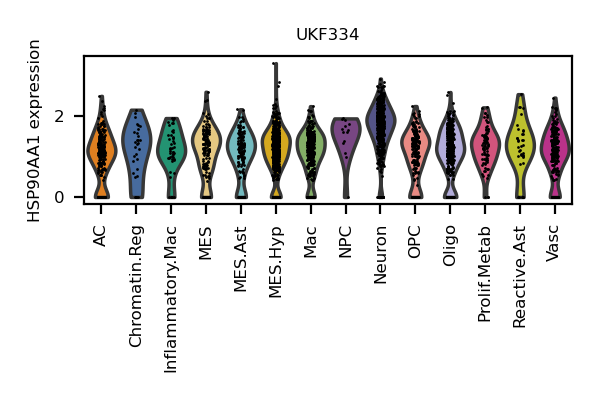 UKF334
HSP90AA1 expression
2
0
AC
Chromatin.Reg
Inflammatory.Mac
MES
MES.Ast
MES.Hyp
Mac
NPC
Neuron
OPC
Oligo
Prolif.Metab
Reactive.Ast
Vasc